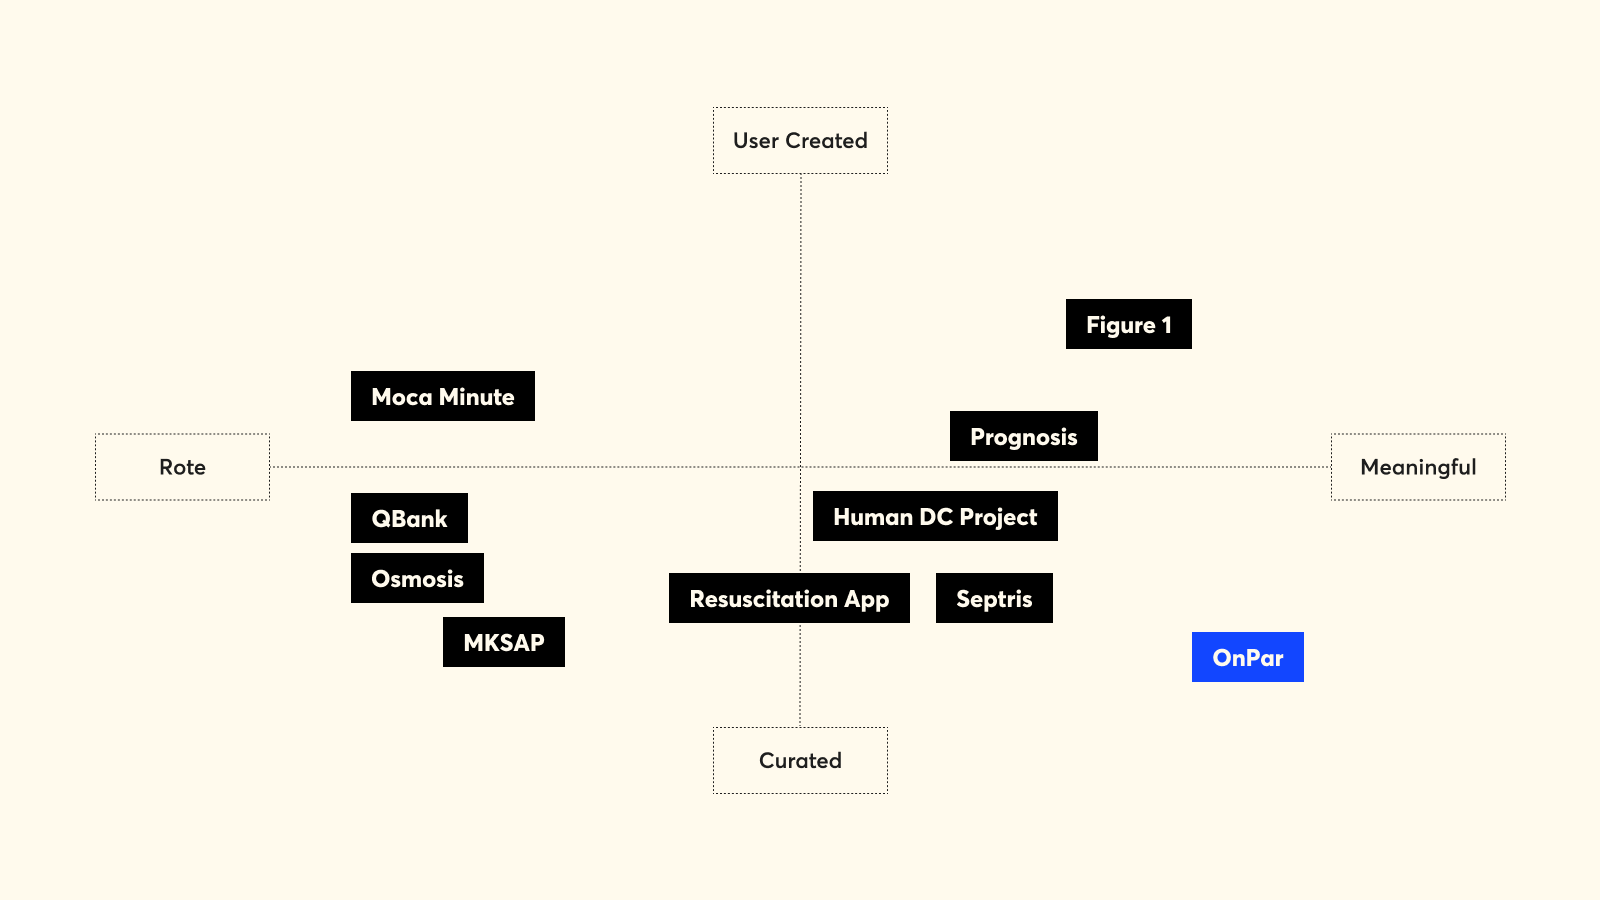 User Created
Figure 1
Moca Minute
Prognosis
Rote
Meaningful
QBank
Human DC Project
Osmosis
Resuscitation App
Septris
MKSAP
OnPar
Curated